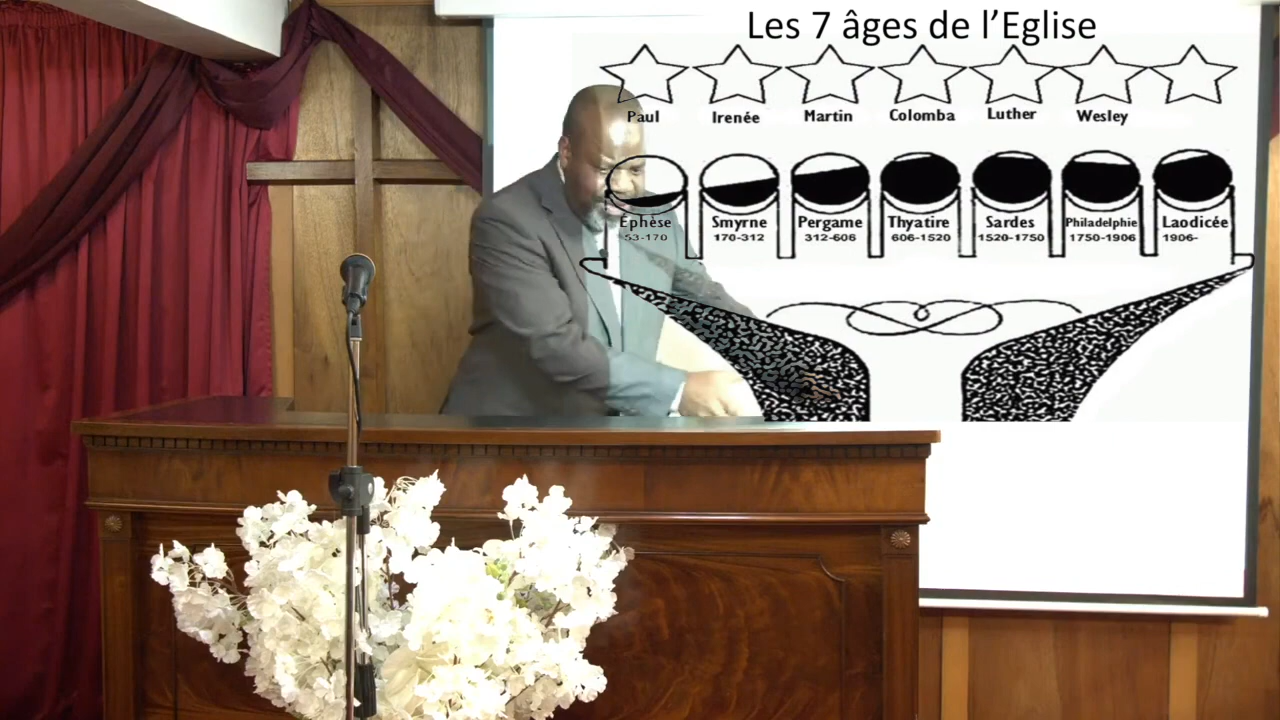 Les 7 âges de l’Eglise
Paul Irenée Martin Colomba Luther Wesley
Éphèse Smyrne Pergame Thyatire Sardes Philadelphie Laodicée
53-170 170-312 312-606 606-1520 1520-1750 1750-1906 1906-